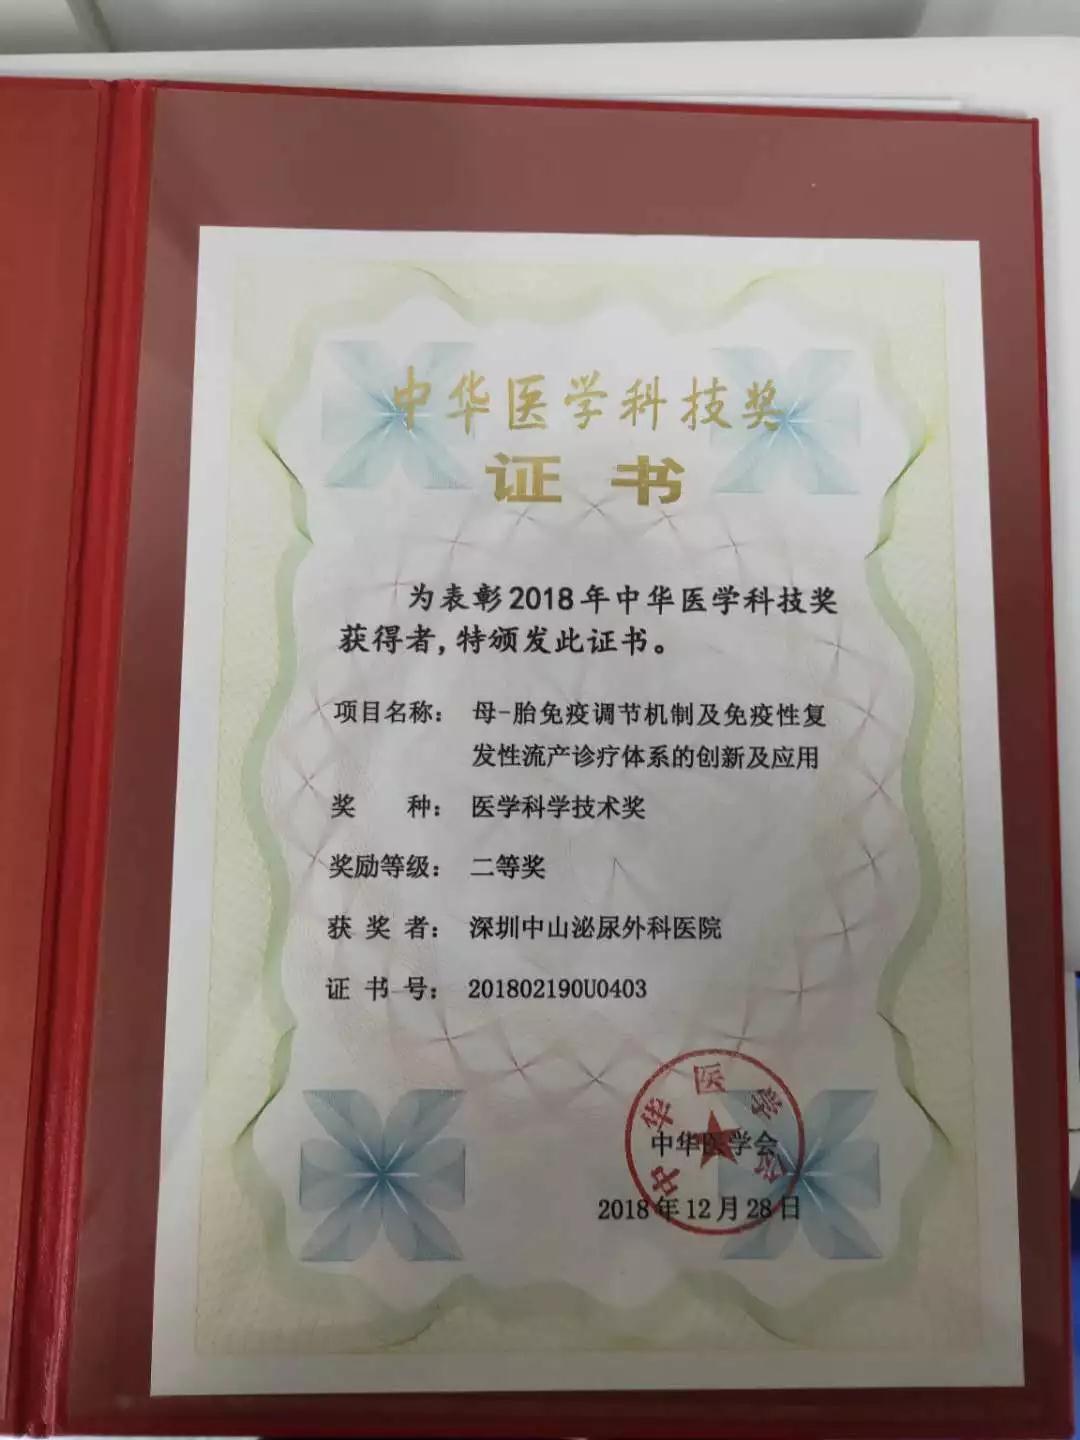 中华医学科技奖
证 书
为表彰2018年中华医学科技奖
获得者,特颁发此证书。
项目名称: 母-胎免疫调节机制及免疫性复
发性流产诊疗体系的创新及应用
奖 种: 医学科学技术奖
奖励等级: 二等奖
获 奖 者: 深圳中山泌尿外科医院
证 书 号: 201802190U0403
中华医学会
中华医学会
2018年12月28日